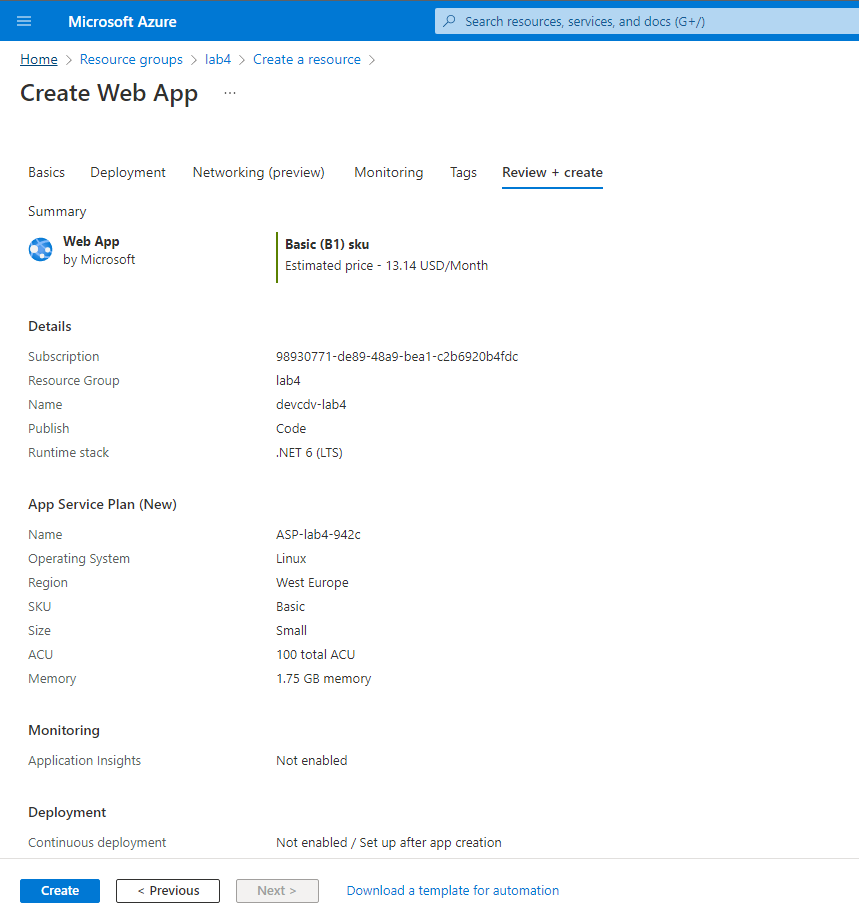 Microsoft Azure
Search resources, services, and docs (G+/)
Home > Resource groups > lab4 > Create a resource >
Create Web App ...
Basics Deployment Networking (preview) Monitoring Tags Review + create
Summary
Web App
by Microsoft
Basic (B1) sku
Estimated price - 13.14 USD/Month
Details
Subscription 98930771-de89-48a9-bea1-c2b6920b4fdc
Resource Group lab4
Name devcdv-lab4
Publish Code
Runtime stack .NET 6 (LTS)
App Service Plan (New)
Name ASP-lab4-942c
Operating System Linux
Region West Europe
SKU Basic
Size Small
ACU 100 total ACU
Memory 1.75 GB memory
Monitoring
Application Insights Not enabled
Deployment
Continuous deployment Not enabled / Set up after app creation
Create < Previous Next > Download a template for automation